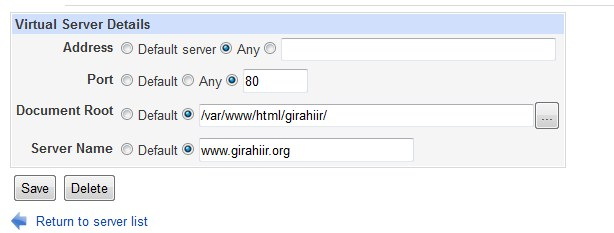 Virtual Server Details
Address Default server Any
Port Default Any 80
Document Root Default /var/www/html/girahiir/ ...
Server Name Default www.girahiir.org
Save Delete
Return to server list